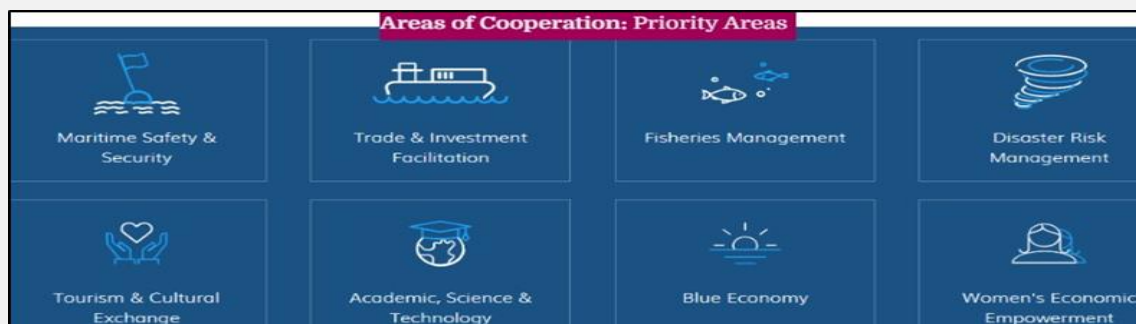 Areas of Cooperation: Priority Areas
Maritime Safety &
Security
Trade & Investment
Facilitation
Fisheries Management
Disaster Risk
Management
Tourism & Cultural
Exchange
Academic, Science &
Technology
Blue Economy
Women's Economic
Empowerment